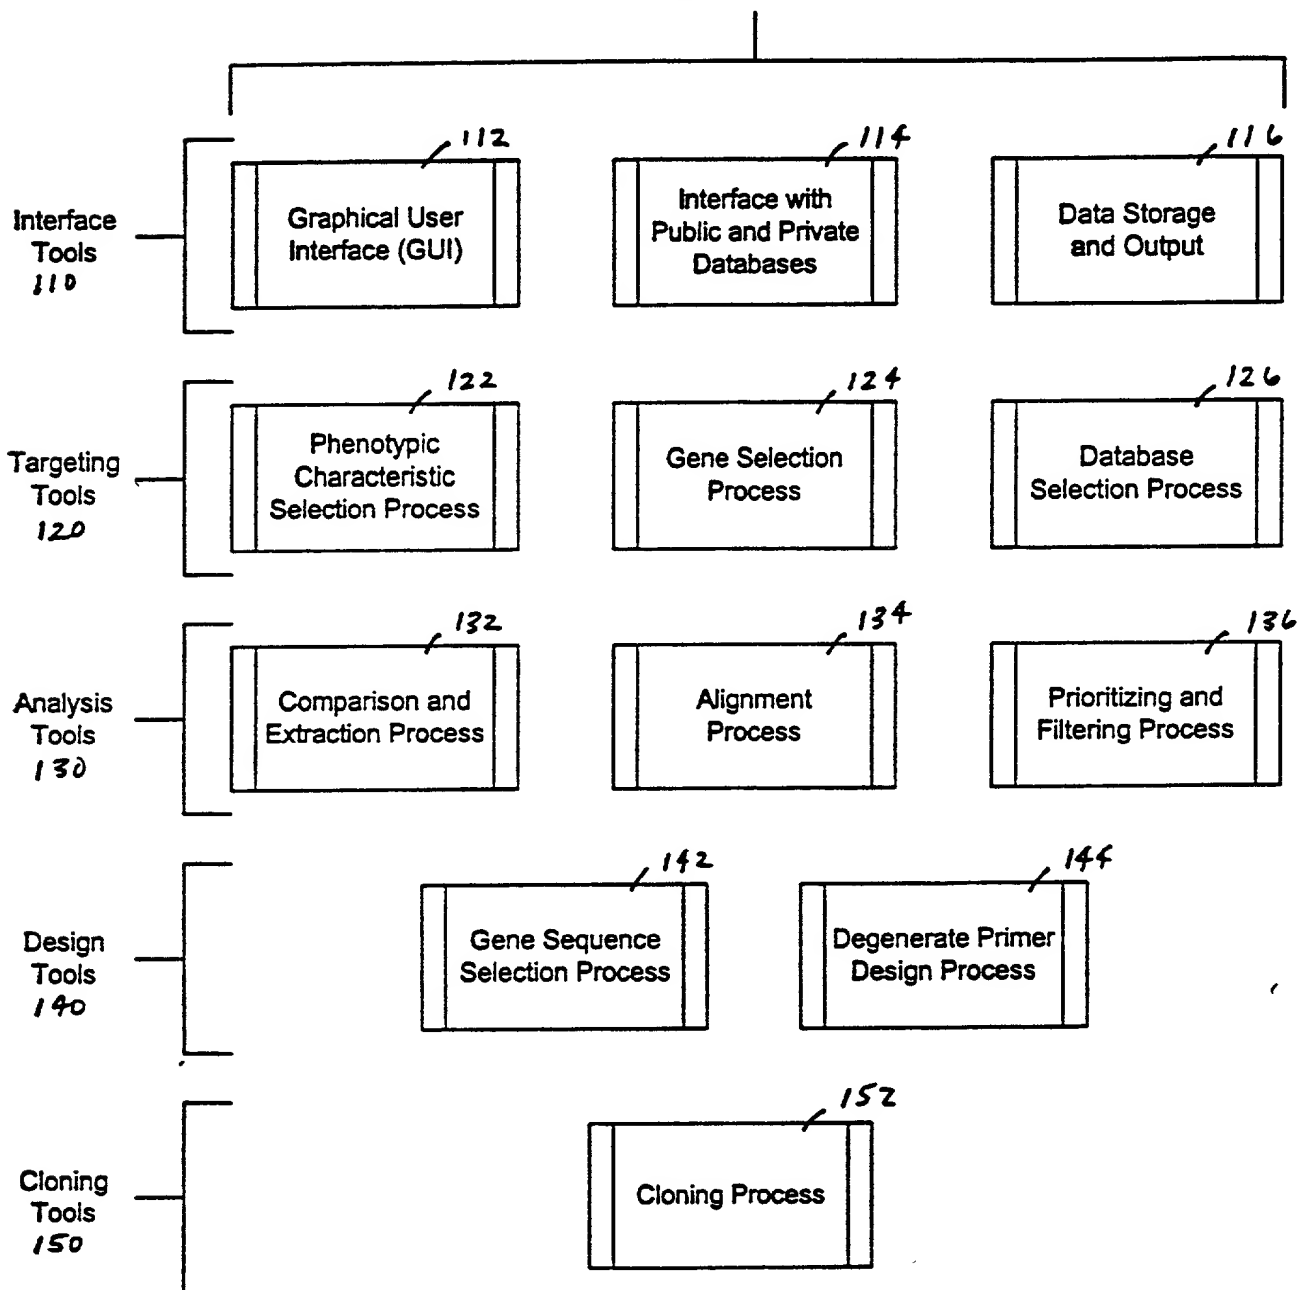 112
114
116
Interface
Tools
110
Graphical User
Interface (GUI)
Interface with
Public and Private
Databases
Data Storage
and Output
122
124
126
Targeting
Tools
120
Phenotypic
Characteristic
Selection Process
Gene Selection
Process
Database
Selection Process
132
134
136
Analysis
Tools
130
Comparison and
Extraction Process
Alignment
Process
Prioritizing and
Filtering Process
142
144
Design
Tools
140
Gene Sequence
Selection Process
Degenerate Primer
Design Process
152
Cloning
Tools
150
Cloning Process